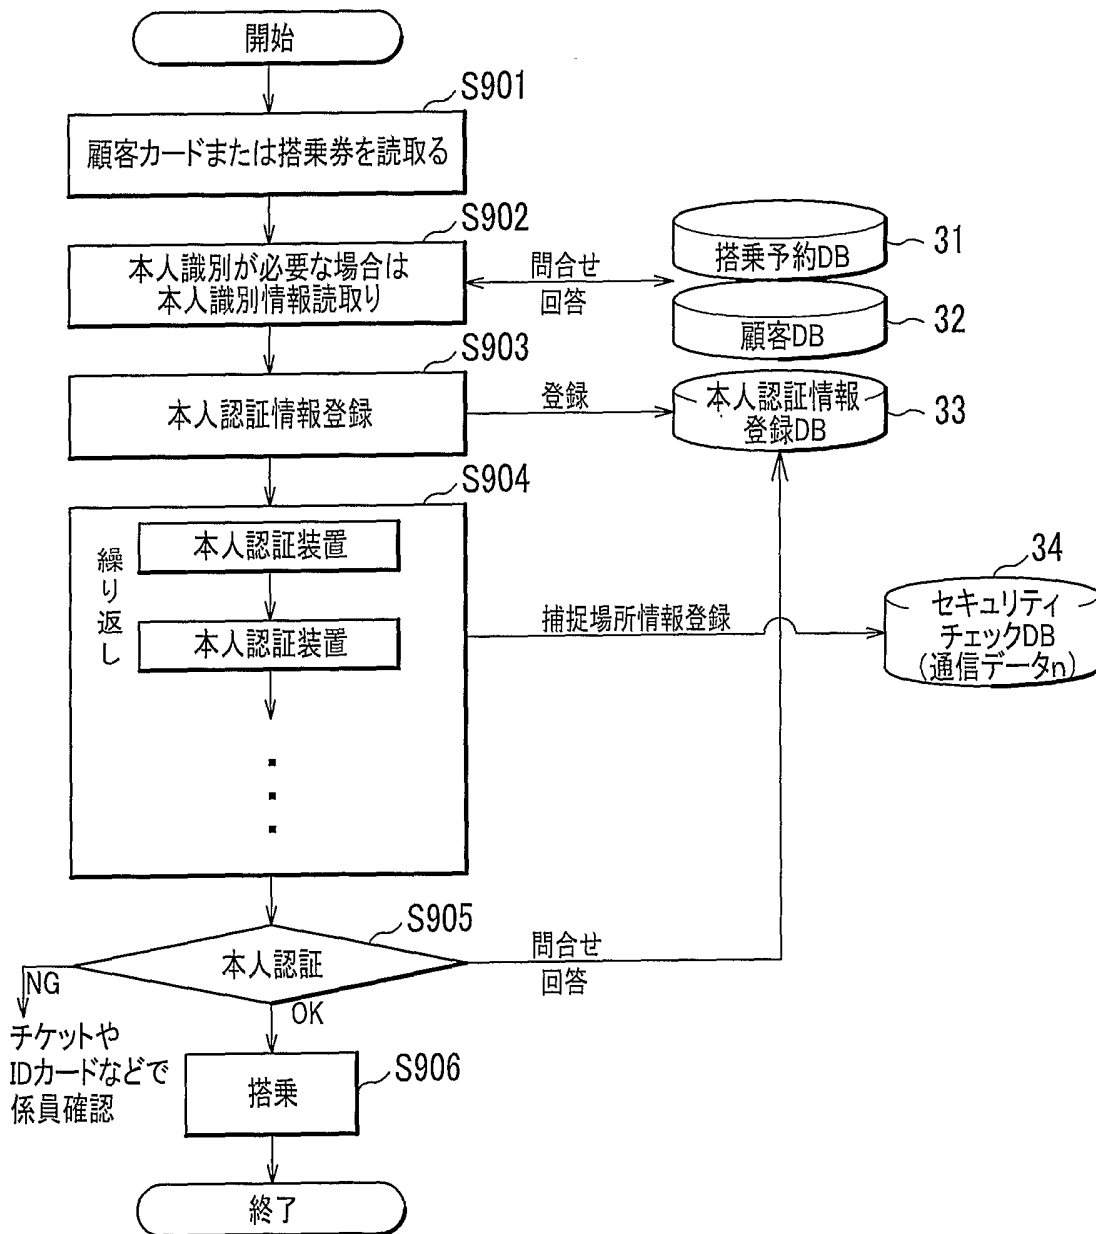 開始
S901
顧客カードまたは搭乗券を読取る
S902
本人識別が必要な場合は
本人識別情報読取り
問合せ
回答
搭乗予約DB
31
顧客DB
32
S903
本人認証情報登録
登録
本人認証情報
登録DB
33
S904
繰り返し
本人認証装置
本人認証装置
捕捉場所情報登録
34
セキュリティ
チェックDB
(通信データn)
S905
本人認証
問合せ
回答
NG
チケットや
IDカードなどで
係員確認
OK
S906
搭乗
終了